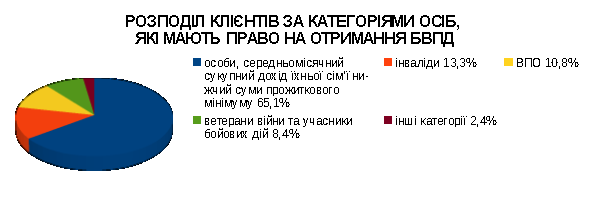 РОЗПОДІЛ КЛІЄНТІВ ЗА КАТЕГОРІЯМИ ОСІБ,
ЯКІ МАЮТЬ ПРАВО НА ОТРИМАННЯ БВПД
особи, середньомісячний
сукупний дохід їхньої сім'ї ни-
жчий суми прожиткового
мінімуму 65,1%
інваліди 13,3%
ВПО 10,8%
ветерани війни та учасники
бойових дій 8,4%
інші категорії 2,4%